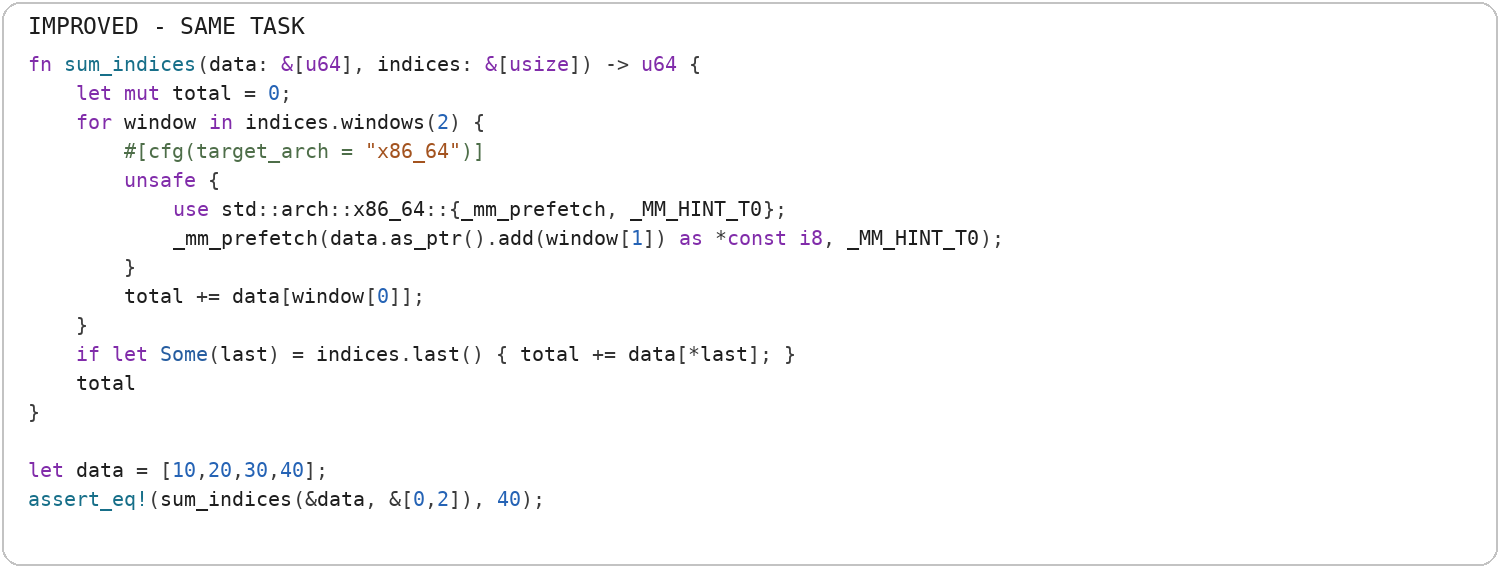 IMPROVED - SAME TASK
fn sum_indices(data: &[u64], indices: &[usize]) -> u64 {
    let mut total = 0;
    for window in indices.windows(2) {
        #[cfg(target_arch = "x86_64")]
        unsafe {
            use std::arch::x86_64::{_mm_prefetch, _MM_HINT_T0};
            _mm_prefetch(data.as_ptr().add(window[1]) as *const i8, _MM_HINT_T0);
        }
        total += data[window[0]];
    }
    if let Some(last) = indices.last() { total += data[*last]; }
    total
}

let data = [10,20,30,40];
assert_eq!(sum_indices(&data, &[0,2]), 40);